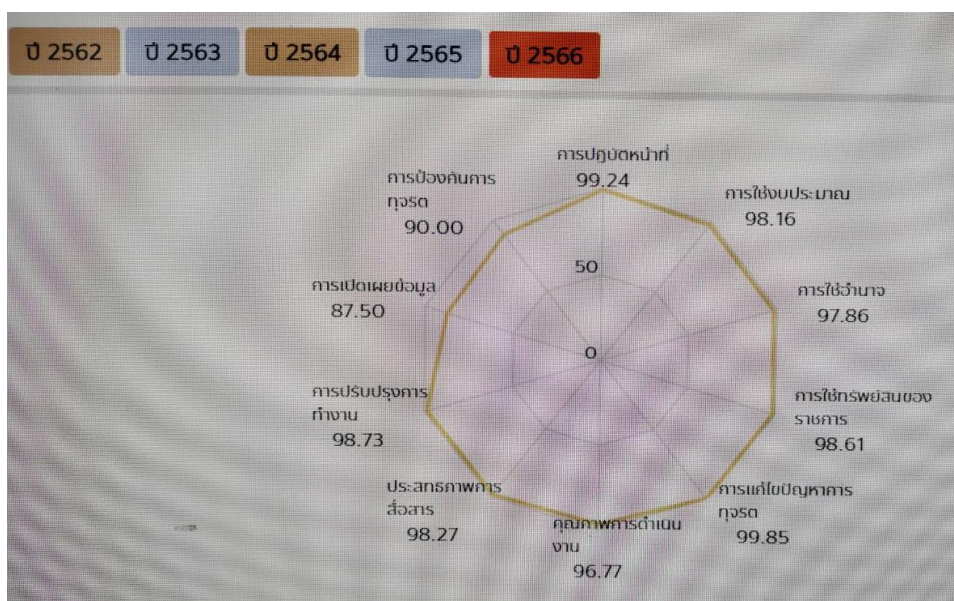 ปี 2562 ปี 2563 ปี 2564 ปี 2565 ปี 2566
การปฏิบัติหน้าที่
99.24
การใช้งบประมาณ
98.16
การใช้อำนาจ
97.86
การใช้ทรัพย์สินของ
ราชการ
98.61
การแก้ไขปัญหาการ
ทุจริต
99.85
คุณภาพการดำเนิน
งาน
96.77
ประสิทธิภาพการ
สื่อสาร
98.27
การปรับปรุงการ
ทำงาน
98.73
การเปิดเผยข้อมูล
87.50
การป้องกันการ
ทุจริต
90.00
50
0